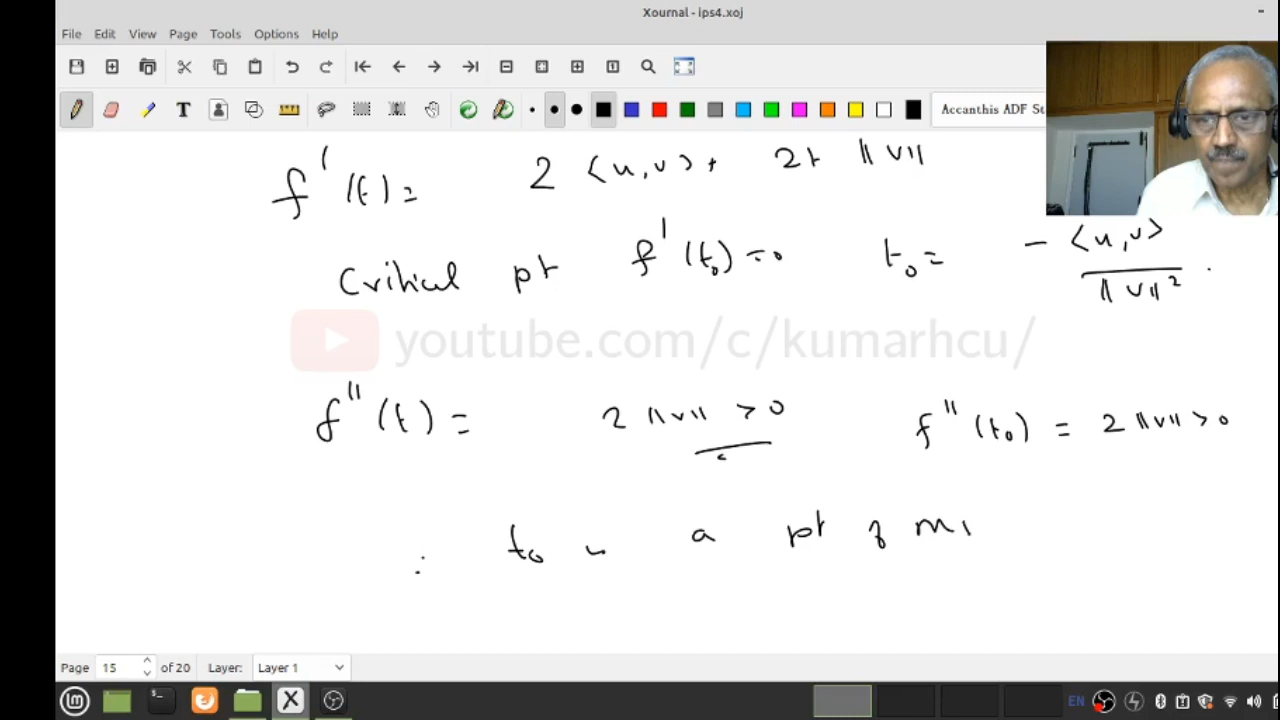 Xournal - ips4.xoj
File Edit View Page Tools Options Help
Accanthis ADF St
f'(t) = 2 <u,v> + 2t ||v||
Critical pt f'(t₀) = 0 t₀ = - <u,v> / ||v||² .
youtube.com/c/kumarhcu/
f''(t) = 2 ||v|| > 0 f''(t₀) = 2 ||v|| > 0
t₀ is a pt of mi
Page 15 of 20 Layer: Layer 1
EN